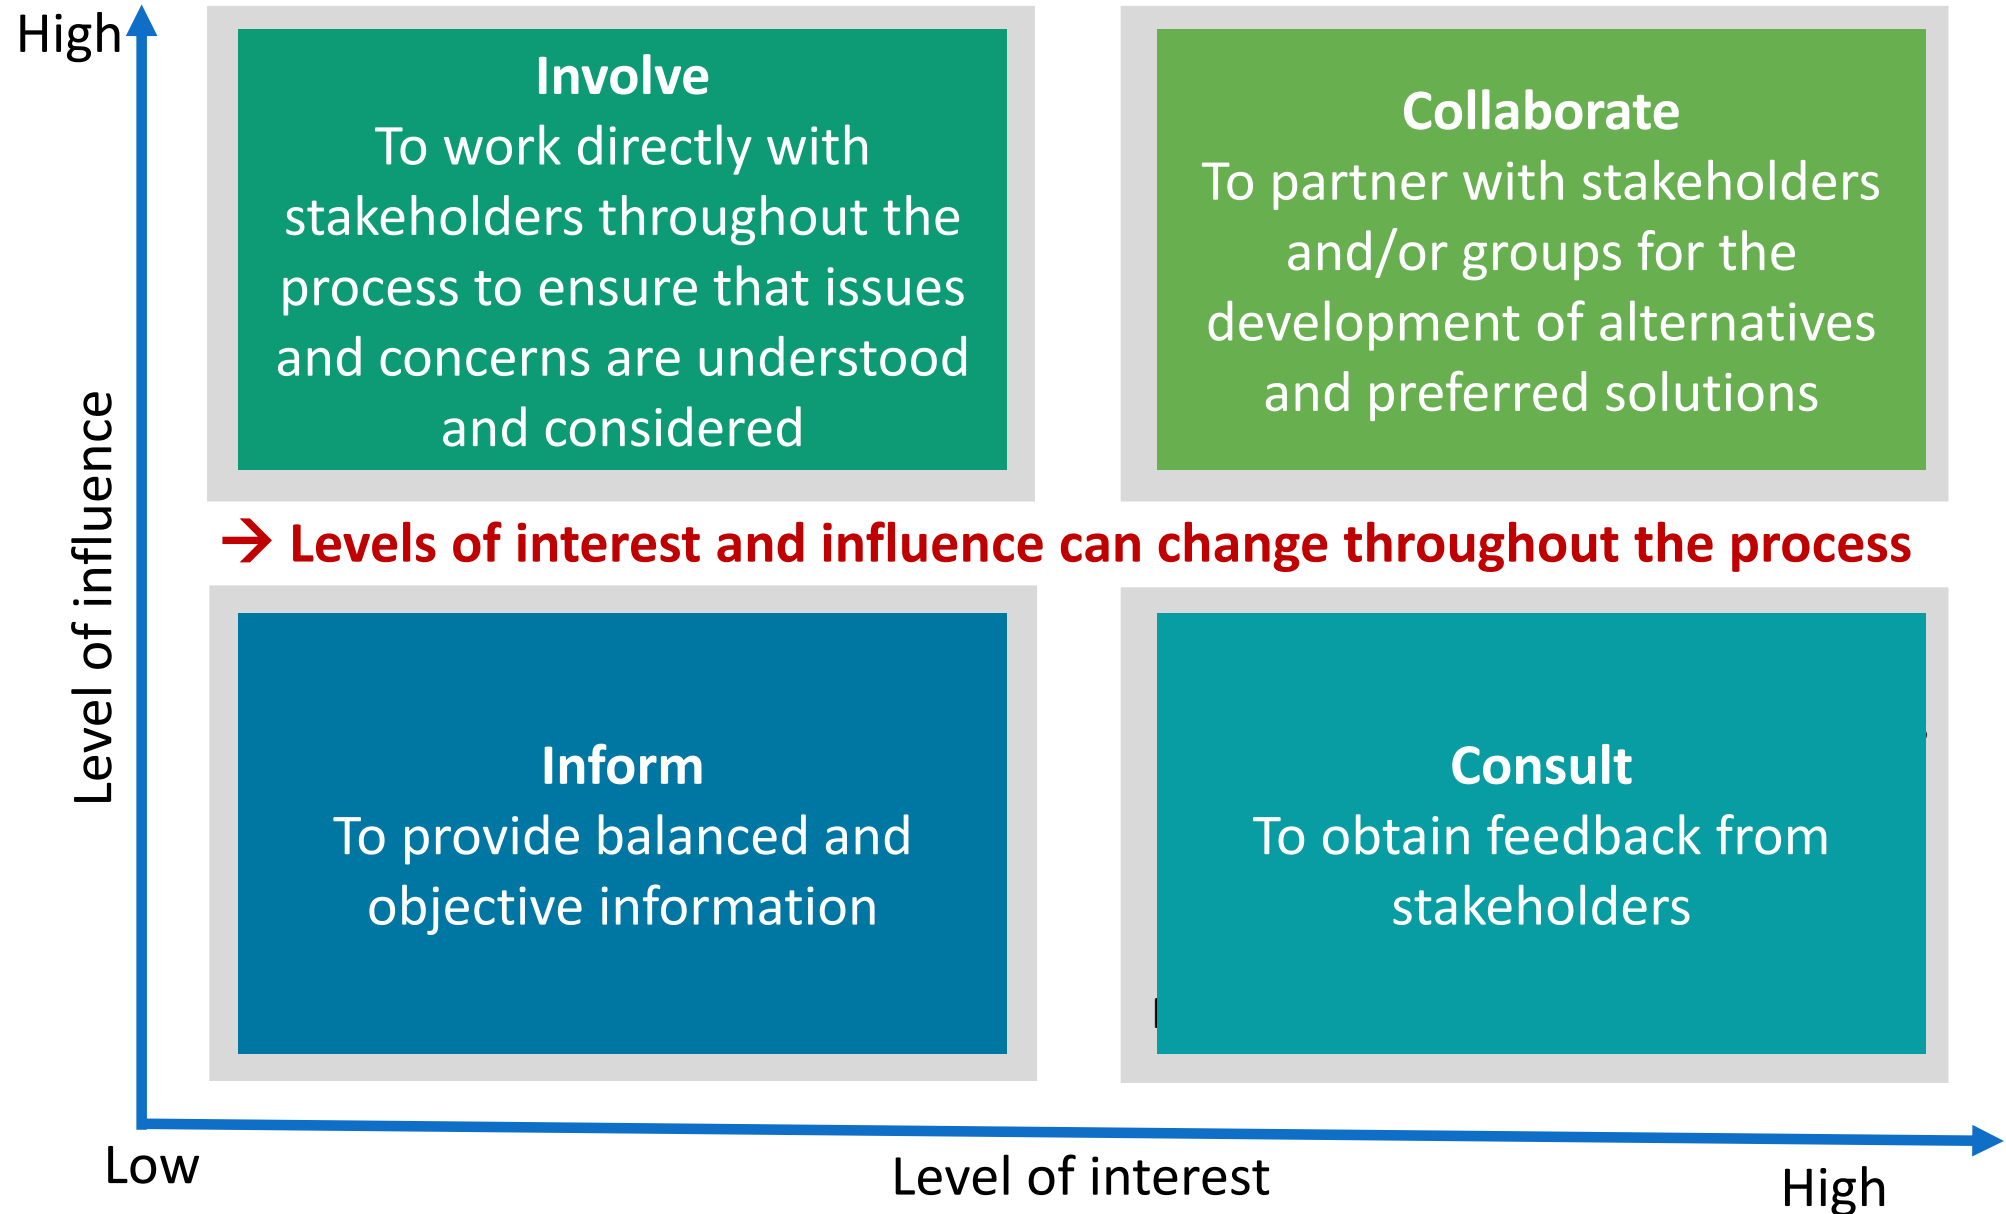 High
Involve
To work directly with
stakeholders throughout the
process to ensure that issues
and concerns are understood
and considered
Collaborate
To partner with stakeholders
and/or groups for the
development of alternatives
and preferred solutions
Level of influence
→ Levels of interest and influence can change throughout the process
Inform
To provide balanced and
objective information
Consult
To obtain feedback from
stakeholders
Low
Level of interest
High